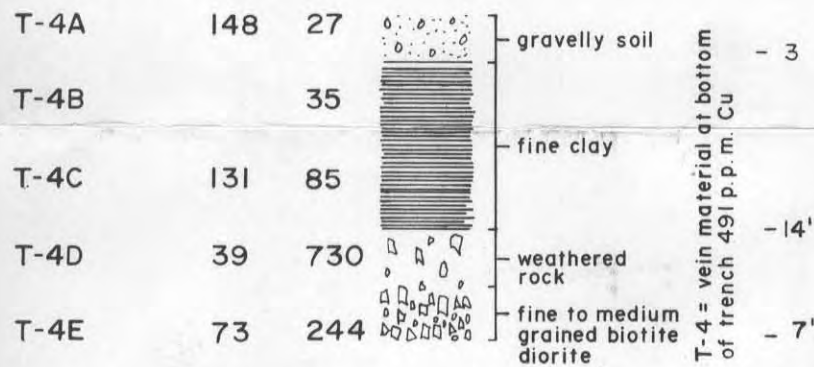 T-4A 148 27
gravelly soil
- 3
T-4B 35
fine clay
T-4C 131 85
-14'
T-4D 39 730
weathered
rock
T-4E 73 244
fine to medium
grained biotite
diorite
- 7'
T-4 = vein material at bottom
of trench 491 p.p.m. Cu